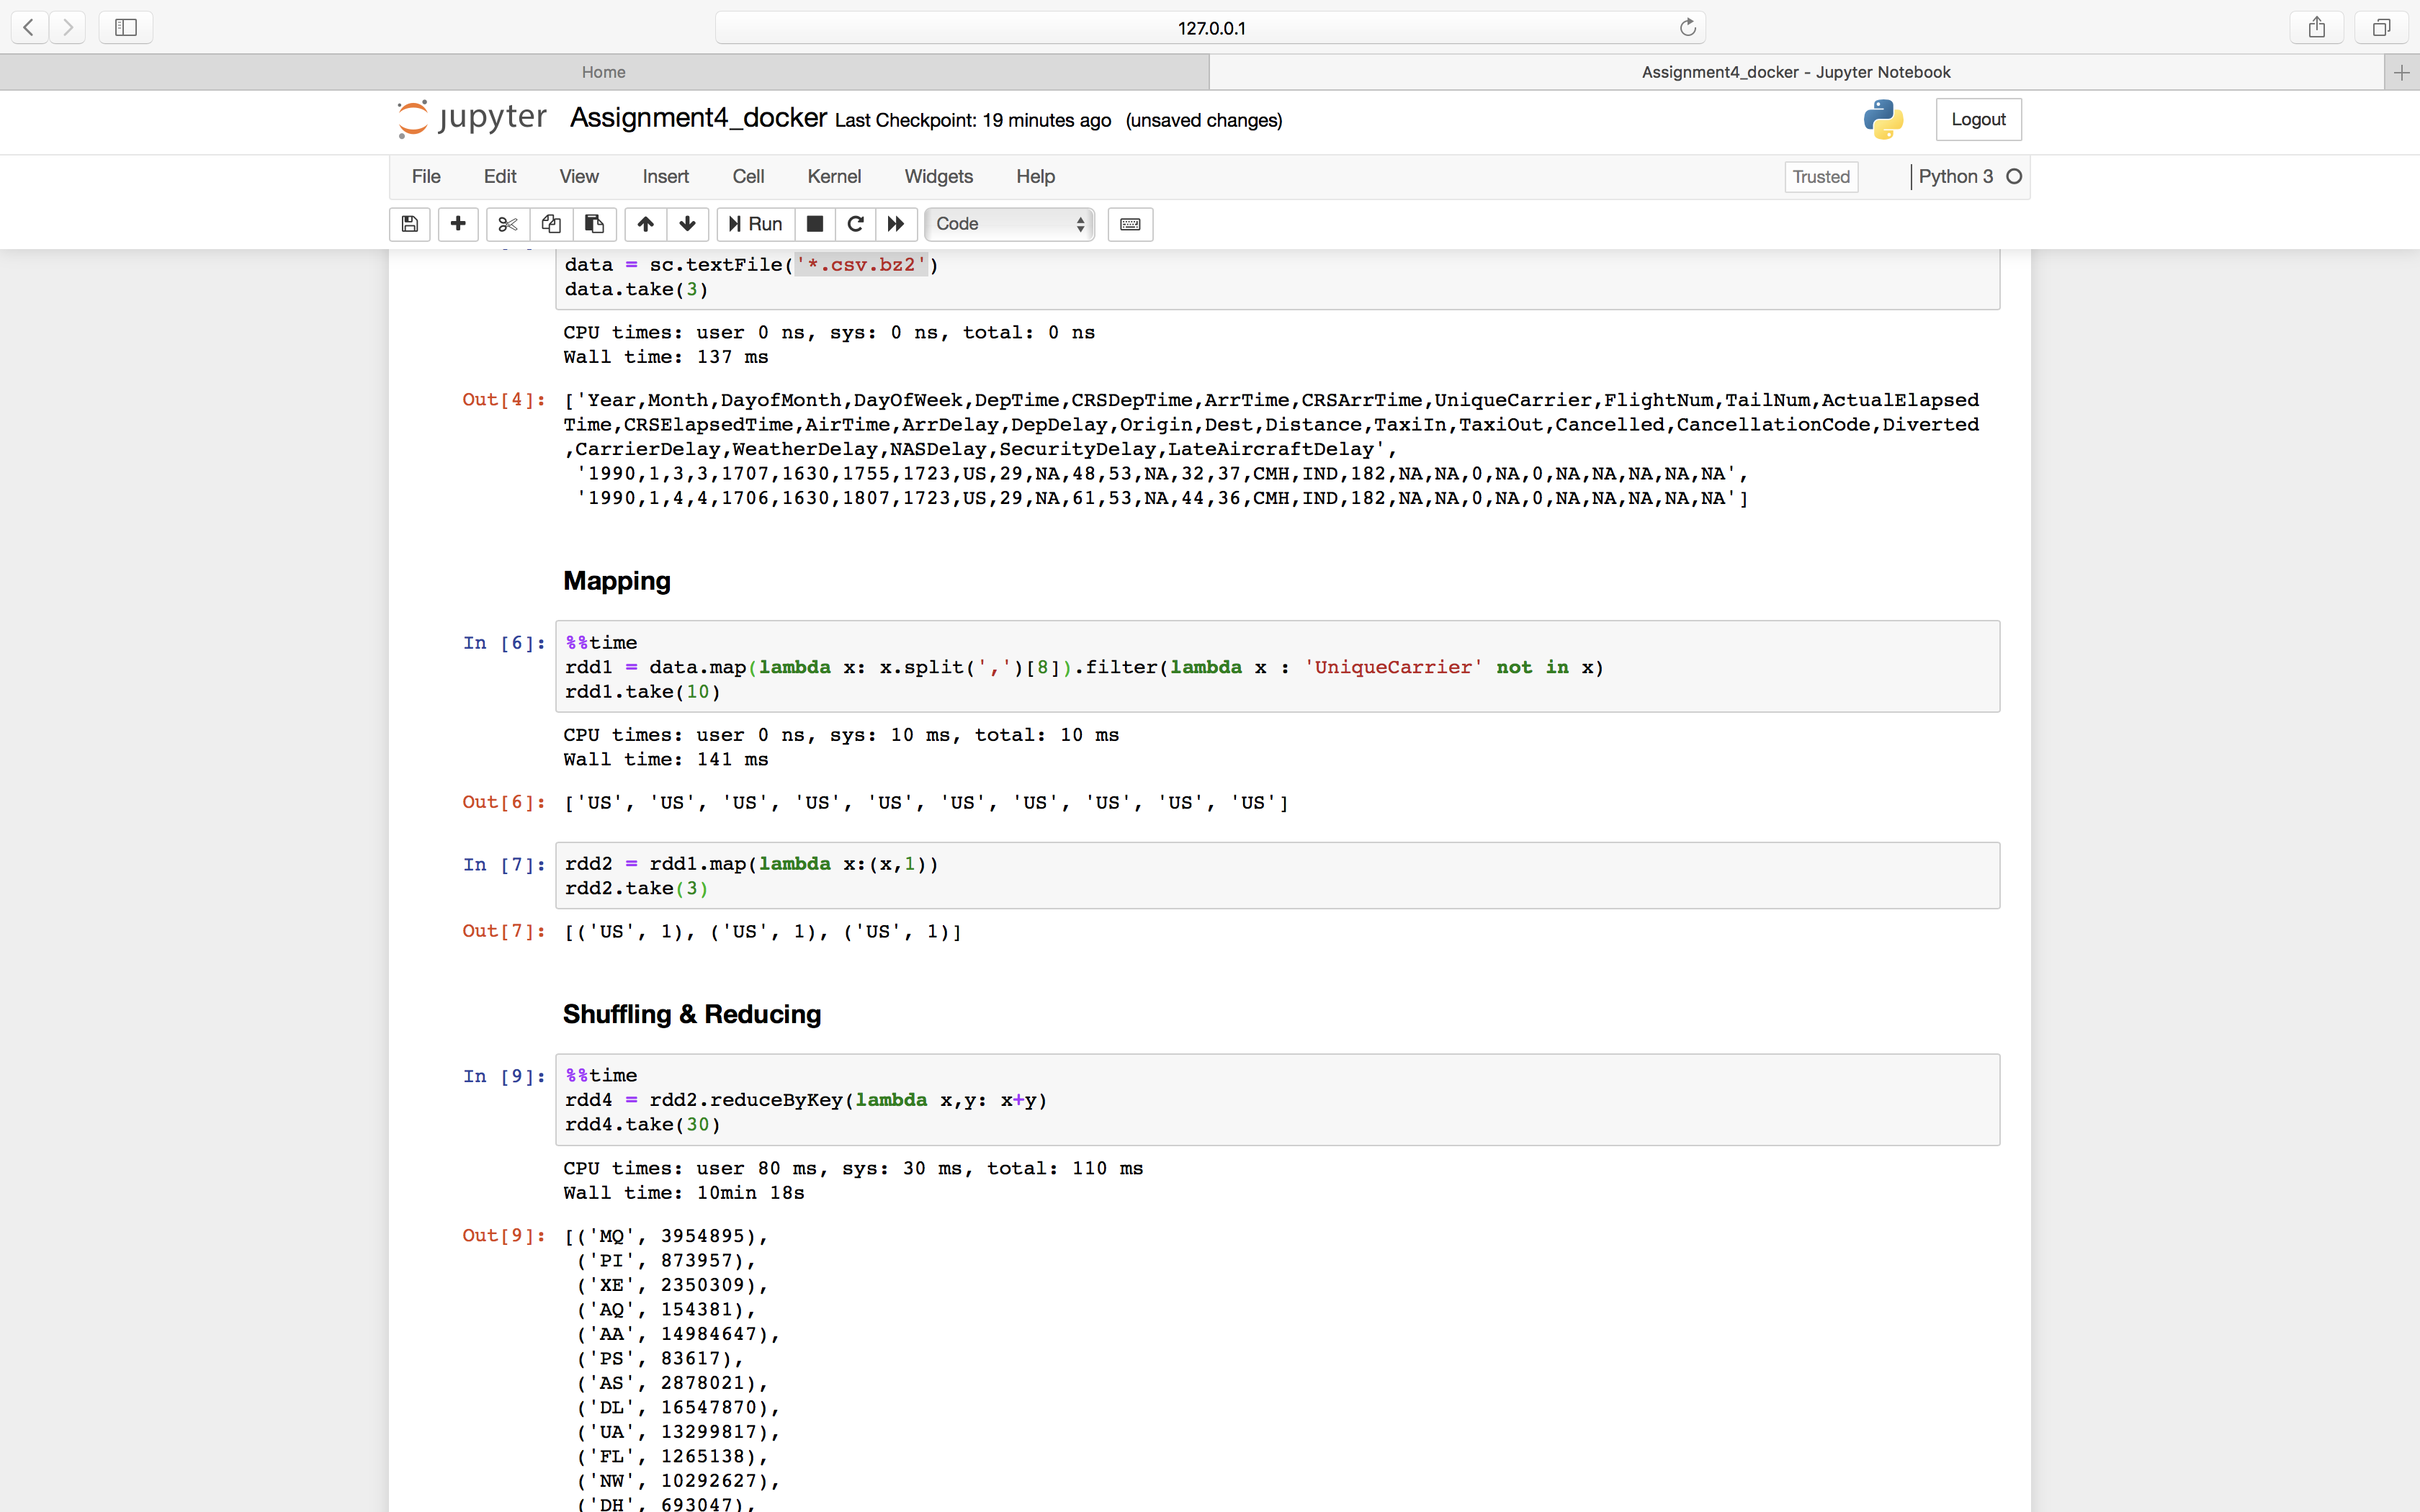 127.0.0.1
Home
Assignment4_docker - Jupyter Notebook
jupyter Assignment4_docker Last Checkpoint: 19 minutes ago (unsaved changes)
Logout
File Edit View Insert Cell Kernel Widgets Help
Trusted
Python 3
Run
Code
data = sc.textFile('*.csv.bz2')
data.take(3)
CPU times: user 0 ns, sys: 0 ns, total: 0 ns
Wall time: 137 ms
Out[4]: ['Year,Month,DayofMonth,DayOfWeek,DepTime,CRSDepTime,ArrTime,CRSArrTime,UniqueCarrier,FlightNum,TailNum,ActualElapsed
Time,CRSElapsedTime,AirTime,ArrDelay,DepDelay,Origin,Dest,Distance,TaxiIn,TaxiOut,Cancelled,CancellationCode,Diverted
,CarrierDelay,WeatherDelay,NASDelay,SecurityDelay,LateAircraftDelay',
'1990,1,3,3,1707,1630,1755,1723,US,29,NA,48,53,NA,32,37,CMH,IND,182,NA,NA,0,NA,0,NA,NA,NA,NA,NA',
'1990,1,4,4,1706,1630,1807,1723,US,29,NA,61,53,NA,44,36,CMH,IND,182,NA,NA,0,NA,0,NA,NA,NA,NA,NA']
Mapping
In [6]: %%time
rdd1 = data.map(lambda x: x.split(',')[8]).filter(lambda x : 'UniqueCarrier' not in x)
rdd1.take(10)
CPU times: user 0 ns, sys: 10 ms, total: 10 ms
Wall time: 141 ms
Out[6]: ['US', 'US', 'US', 'US', 'US', 'US', 'US', 'US', 'US', 'US']
In [7]: rdd2 = rdd1.map(lambda x:(x,1))
rdd2.take(3)
Out[7]: [('US', 1), ('US', 1), ('US', 1)]
Shuffling & Reducing
In [9]: %%time
rdd4 = rdd2.reduceByKey(lambda x,y: x+y)
rdd4.take(30)
CPU times: user 80 ms, sys: 30 ms, total: 110 ms
Wall time: 10min 18s
Out[9]: [('MQ', 3954895),
('PI', 873957),
('XE', 2350309),
('AQ', 154381),
('AA', 14984647),
('PS', 83617),
('AS', 2878021),
('DL', 16547870),
('UA', 13299817),
('FL', 1265138),
('NW', 10292627),
('DH', 693047),